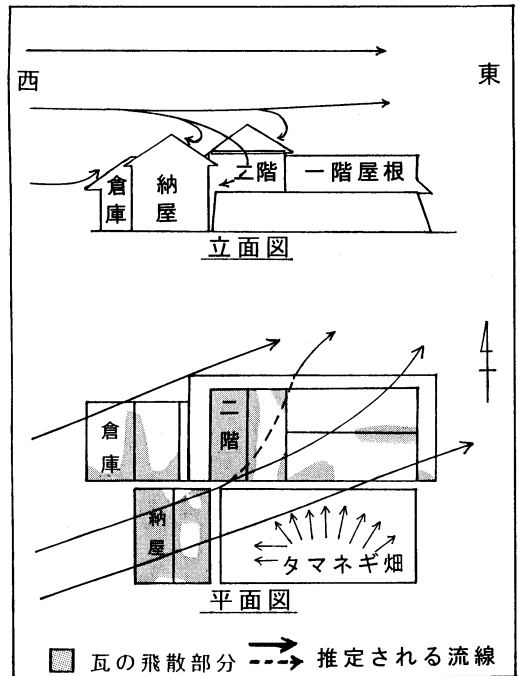 西
東
倉庫
納屋
二階
一階屋根
立面図
倉庫
二階
納屋
タマネギ畑
平面図
瓦の飛散部分
推定される流線